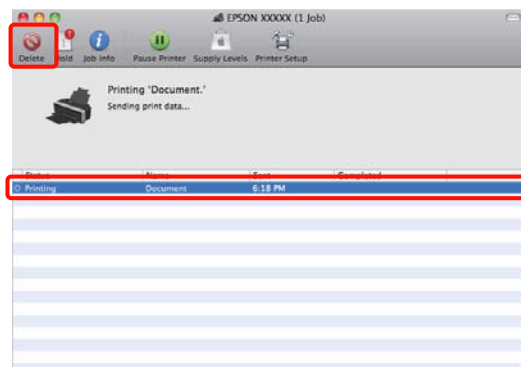 EPSON XXXXX (1 Job)
Delete Hold Job Info Pause Printer Supply Levels Printer Setup
Printing 'Document.'
Sending print data...
Status Name Sent Completed
Printing Document 6:18 PM